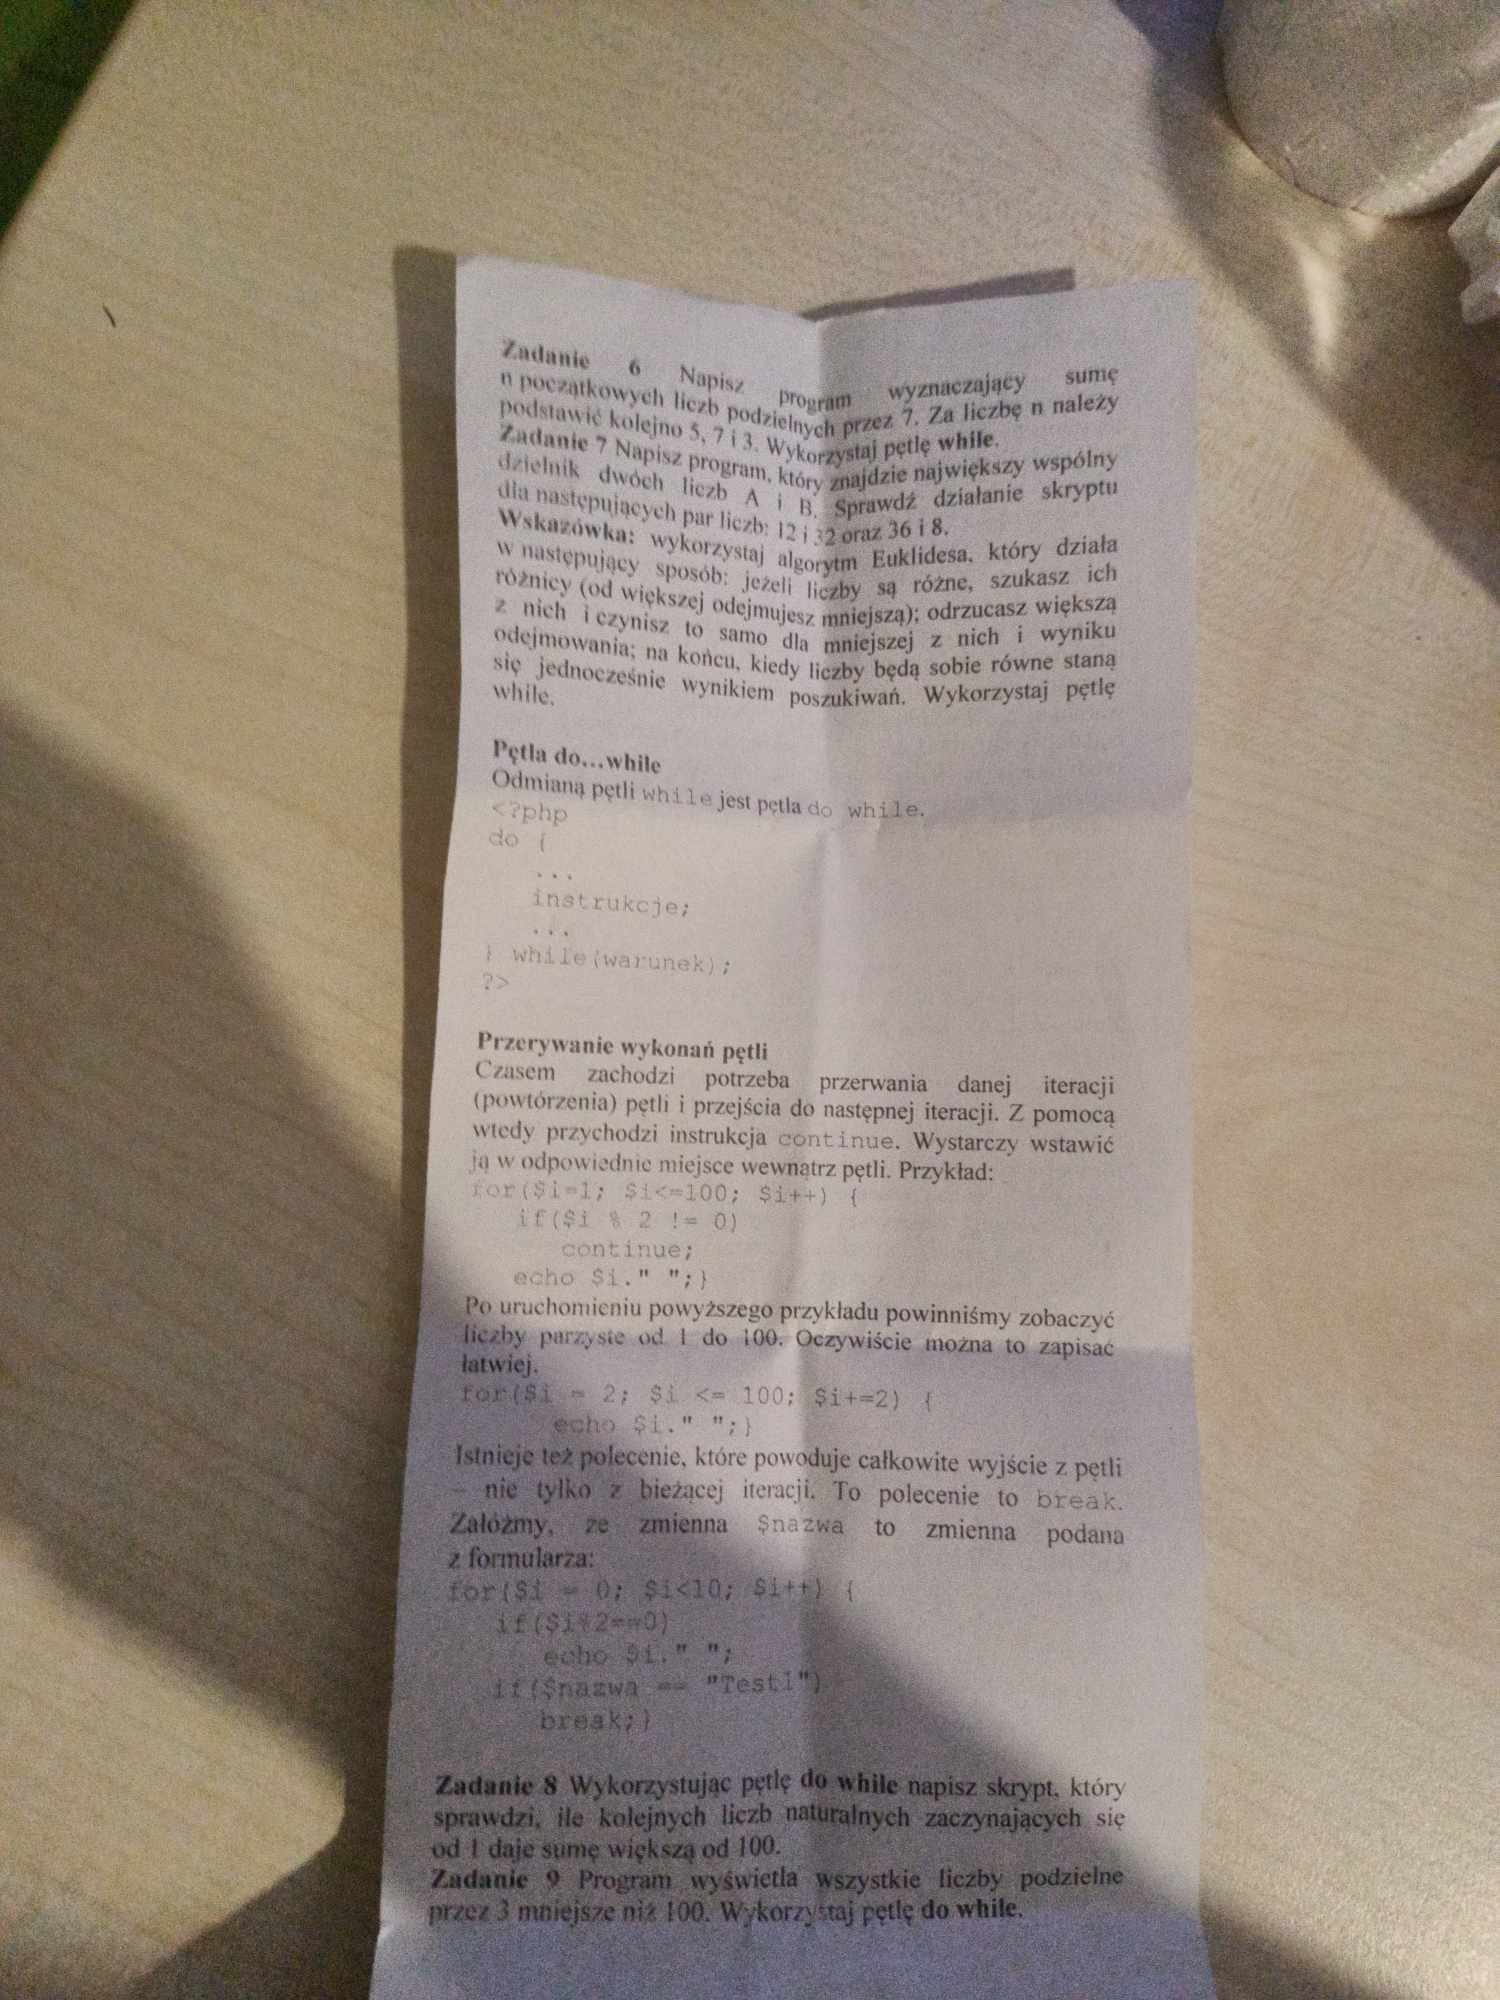 Zadanie 6 Napisz program wyznaczający sumę
n początkowych liczb podzielnych przez 7. Za liczbę n należy
podstawić kolejno 5, 7 i 3. Wykorzystaj pętlę while.
Zadanie 7 Napisz program, który znajdzie największy wspólny
dzielnik dwóch liczb A i B. Sprawdź działanie skryptu
dla następujących par liczb: 12 i 32 oraz 36 i 8.
Wskazówka: wykorzystaj algorytm Euklidesa, który działa
w następujący sposób: jeżeli liczby są różne, szukasz ich
różnicy (od większej odejmujesz mniejszą); odrzucasz większą
z nich i czynisz to samo dla mniejszej z nich i wyniku
odejmowania; na końcu, kiedy liczby będą sobie równe staną
się jednocześnie wynikiem poszukiwań. Wykorzystaj pętlę
while.
Pętla do...while
Odmianą pętli while jest pętla do while.
<?php
do {
...
instrukcje;
...
} while(warunek);
?>
Przerywanie wykonań pętli
Czasem zachodzi potrzeba przerwania danej iteracji
(powtórzenia) pętli i przejścia do następnej iteracji. Z pomocą
wtedy przychodzi instrukcja continue. Wystarczy wstawić
ją w odpowiednie miejsce wewnątrz pętli. Przykład:
for($i=1; $i<=100; $i++) {
if($i % 2 != 0)
continue;
echo $i." ";}
Po uruchomieniu powyższego przykładu powinniśmy zobaczyć
liczby parzyste od 1 do 100. Oczywiście można to zapisać
łatwiej.
for($i = 2; $i <= 100; $i+=2) {
echo $i." ";}
Istnieje też polecenie, które powoduje całkowite wyjście z pętli
– nie tylko z bieżącej iteracji. To polecenie to break.
Załóżmy, że zmienna $nazwa to zmienna podana
z formularza:
for($i = 0; $i<10; $i++) {
if($i%2==0)
echo $i." ";
if($nazwa == "Test1")
break;}
Zadanie 8 Wykorzystując pętlę do while napisz skrypt, który
sprawdzi, ile kolejnych liczb naturalnych zaczynających się
od 1 daje sumę większą od 100.
Zadanie 9 Program wyświetla wszystkie liczby podzielne
przez 3 mniejsze niż 100. Wykorzystaj pętlę do while.